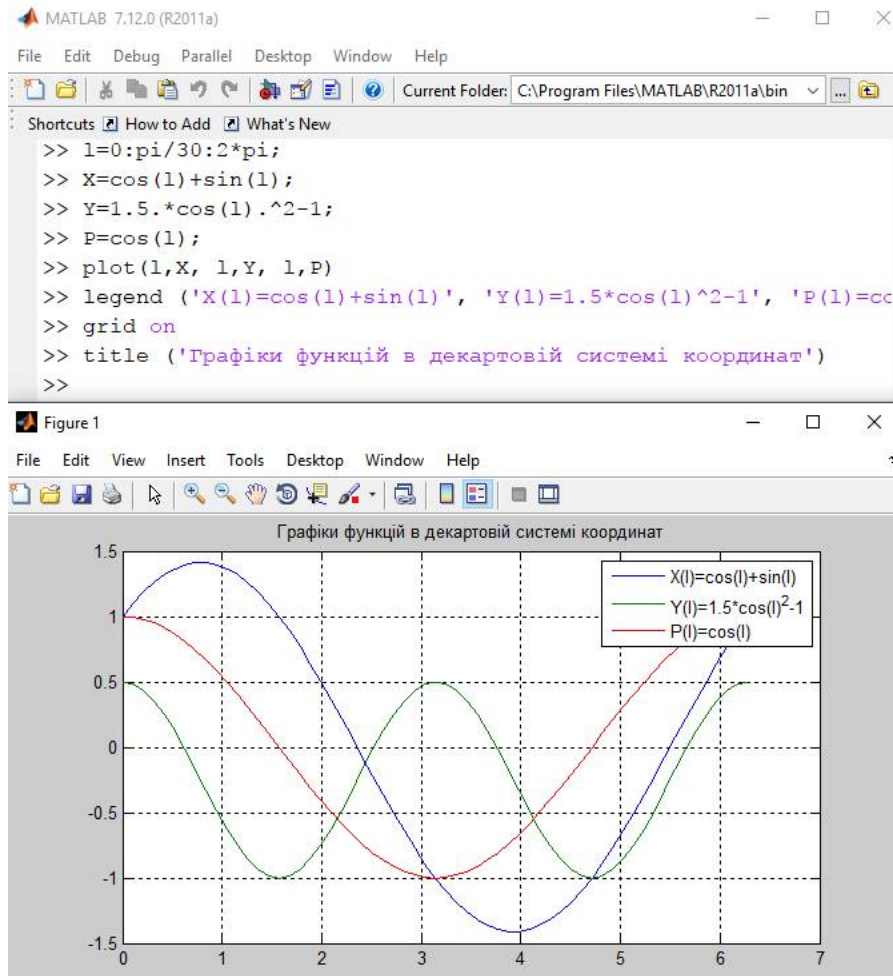 MATLAB 7.12.0 (R2011a)
File Edit Debug Parallel Desktop Window Help
Current Folder: C:\Program Files\MATLAB\R2011a\bin
Shortcuts How to Add What's New
>> l=0:pi/30:2*pi;
>> X=cos(l)+sin(l);
>> Y=1.5.*cos(l).^2-1;
>> P=cos(l);
>> plot(l,X, l,Y, l,P)
>> legend ('X(l)=cos(l)+sin(l)', 'Y(l)=1.5*cos(l)^2-1', 'P(l)=co
>> grid on
>> title ('Графіки функцій в декартовій системі координат')
>>
Figure 1
File Edit View Insert Tools Desktop Window Help
Графіки функцій в декартовій системі координат
X(l)=cos(l)+sin(l)
Y(l)=1.5*cos(l)²-1
P(l)=cos(l)
1.5
1
0.5
0
-0.5
-1
-1.5
0 1 2 3 4 5 6 7